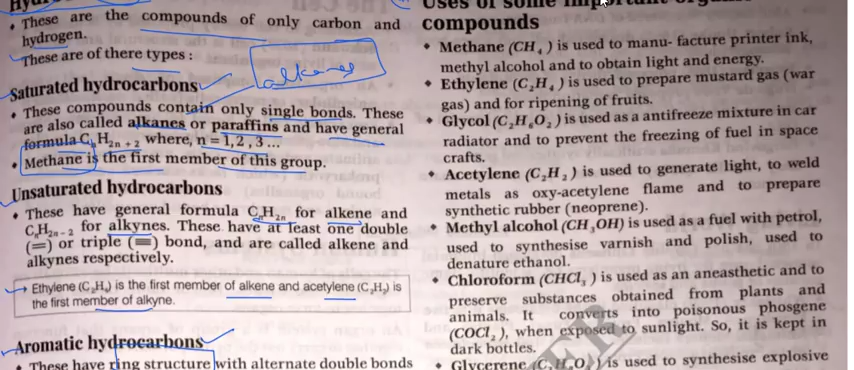 • These are the compounds of only carbon and
hydrogen.
These are of there types :
alkenes
Saturated hydrocarbons
• These compounds contain only single bonds. These
are also called alkanes or paraffins and have general
formula CₙH₂ₙ₊₂ where, n = 1, 2 , 3 ...
• Methane is the first member of this group.
Unsaturated hydrocarbons
• These have general formula CₙH₂ₙ for alkene and
CₙH₂ₙ₋₂ for alkynes. These have at least one double
(=) or triple (≡) bond, and are called alkene and
alkynes respectively.
Ethylene (C₂H₄) is the first member of alkene and acetylene (C₂H₂) is
the first member of alkyne.
Aromatic hydrocarbons
• These have ring structure with alternate double bonds
Uses of some important
compounds
• Methane (CH₄) is used to manu- facture printer ink,
methyl alcohol and to obtain light and energy.
• Ethylene (C₂H₄) is used to prepare mustard gas (war
gas) and for ripening of fruits.
• Glycol (C₂H₆O₂) is used as a antifreeze mixture in car
radiator and to prevent the freezing of fuel in space
crafts.
• Acetylene (C₂H₂) is used to generate light, to weld
metals as oxy-acetylene flame and to prepare
synthetic rubber (neoprene).
• Methyl alcohol (CH₃OH) is used as a fuel with petrol,
used to synthesise varnish and polish, used to
denature ethanol.
• Chloroform (CHCl₃) is used as an aneasthetic and to
preserve substances obtained from plants and
animals. It converts into poisonous phosgene
(COCl₂), when exposed to sunlight. So, it is kept in
dark bottles.
• Glycerene (C₃H₈O₃) is used to synthesise explosive